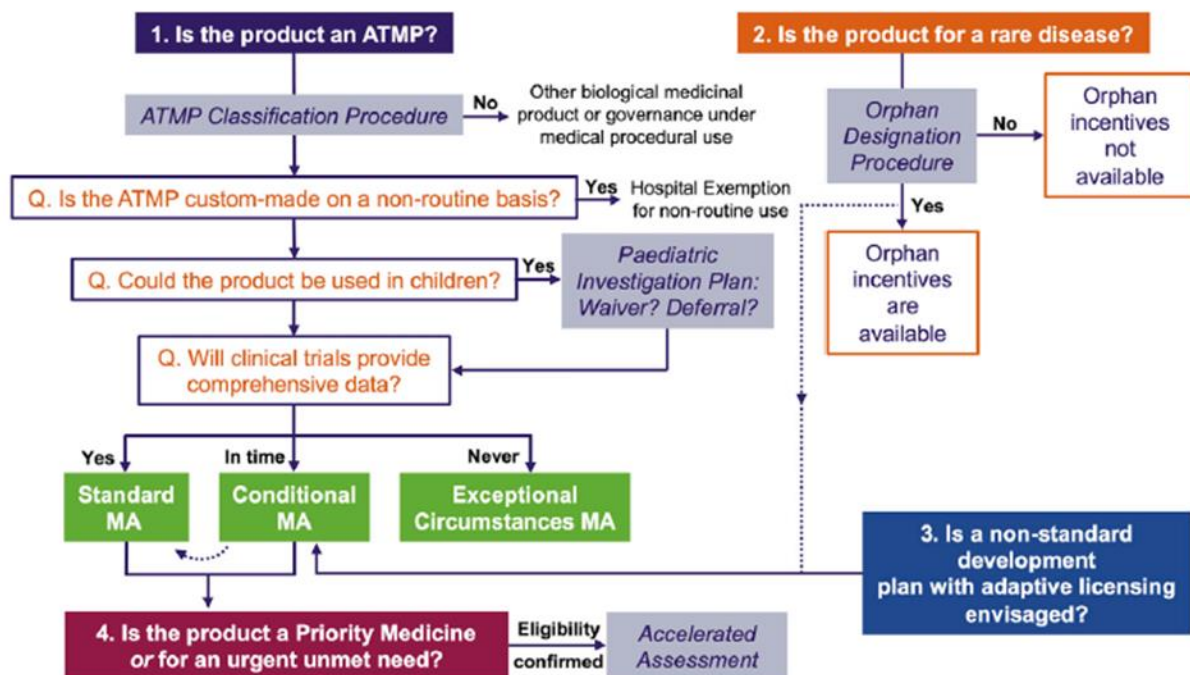 1. Is the product an ATMP?
ATMP Classification Procedure
No
Other biological medicinal
product or governance under
medical procedural use
Q. Is the ATMP custom-made on a non-routine basis?
Yes
Hospital Exemption
for non-routine use
Q. Could the product be used in children?
Yes
Paediatric
Investigation Plan:
Waiver? Deferral?
Q. Will clinical trials provide
comprehensive data?
Yes
In time
Never
Standard
MA
Conditional
MA
Exceptional
Circumstances MA
2. Is the product for a rare disease?
Orphan
Designation
Procedure
No
Orphan
incentives
not
available
Yes
Orphan
incentives
are
available
3. Is a non-standard
development
plan with adaptive licensing
envisaged?
4. Is the product a Priority Medicine
or for an urgent unmet need?
Eligibility
confirmed
Accelerated
Assessment